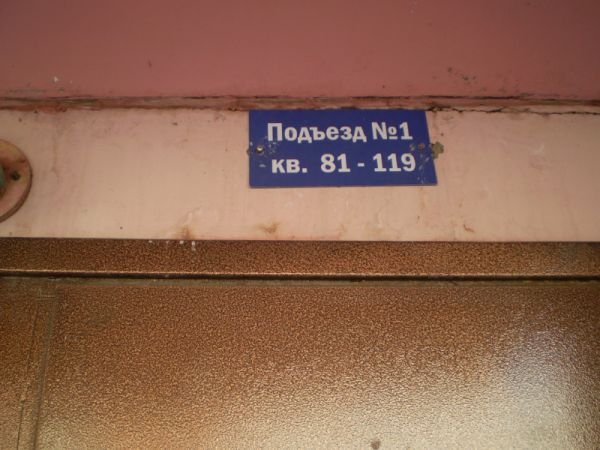 Подъезд №1
кв. 81 - 119